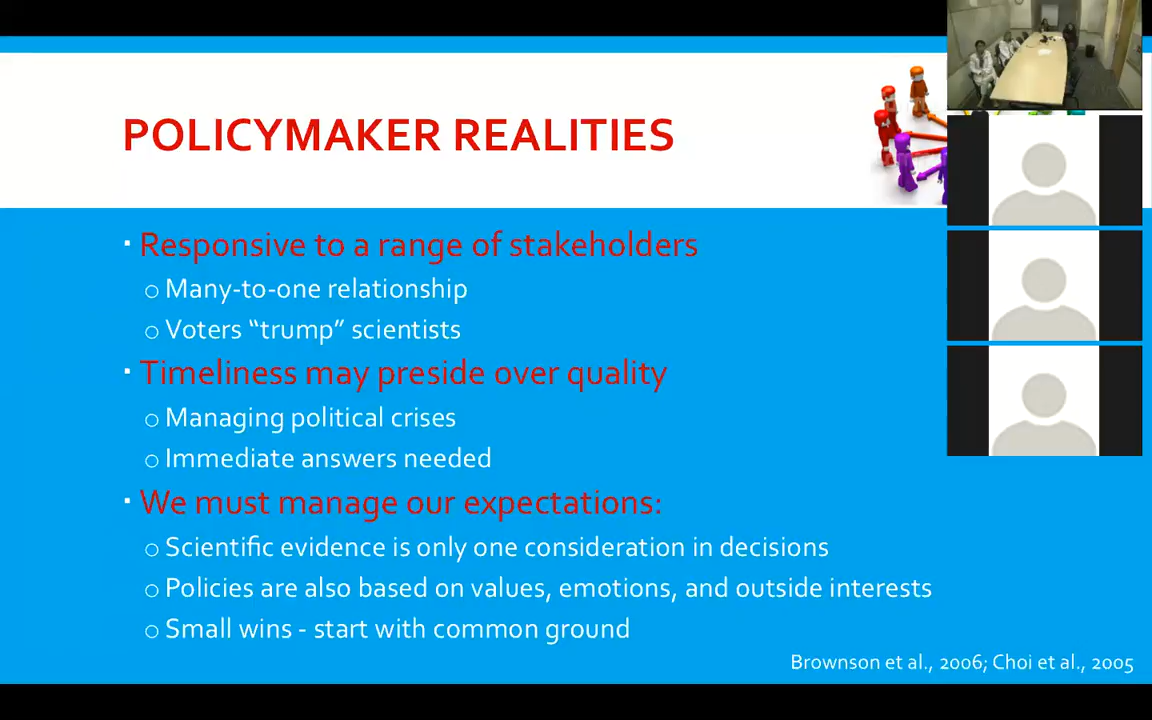 POLICYMAKER REALITIES
▪ Responsive to a range of stakeholders
o Many-to-one relationship
o Voters “trump” scientists
▪ Timeliness may preside over quality
o Managing political crises
o Immediate answers needed
▪ We must manage our expectations:
o Scientific evidence is only one consideration in decisions
o Policies are also based on values, emotions, and outside interests
o Small wins - start with common ground
Brownson et al., 2006; Choi et al., 2005